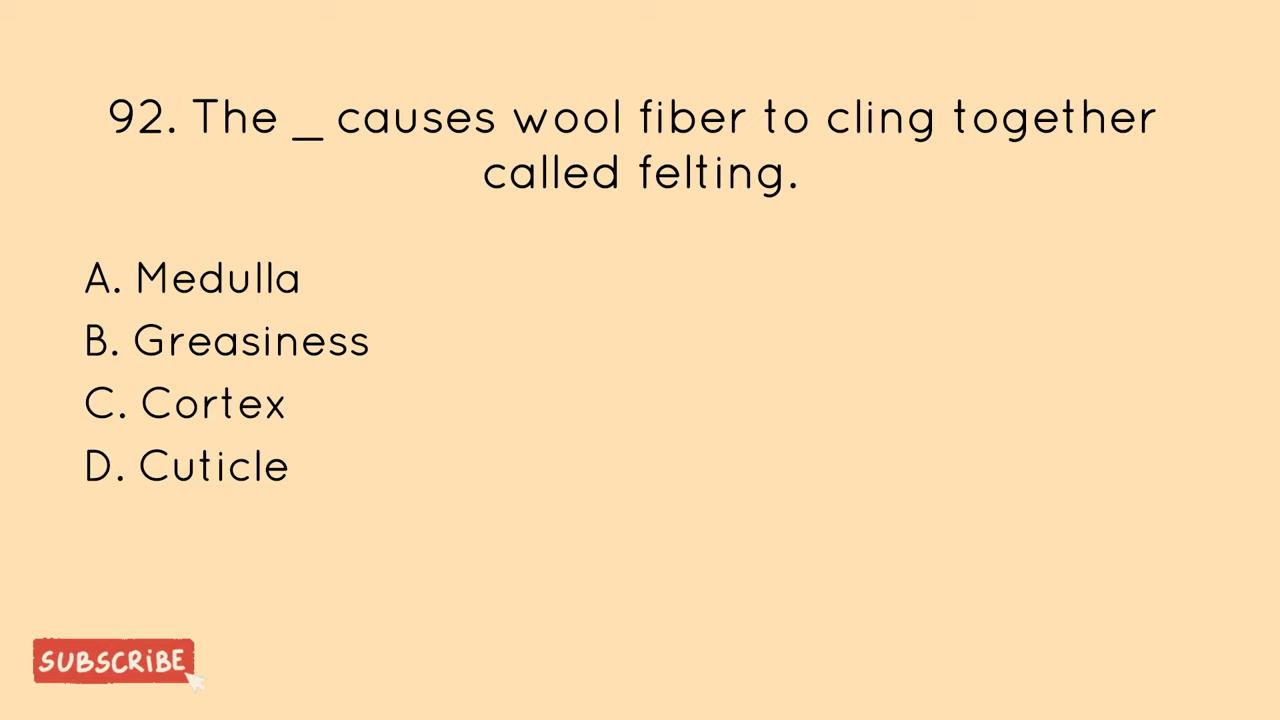 92. The _ causes wool fiber to cling together
called felting.
A. Medulla
B. Greasiness
C. Cortex
D. Cuticle
SUBSCRiBE